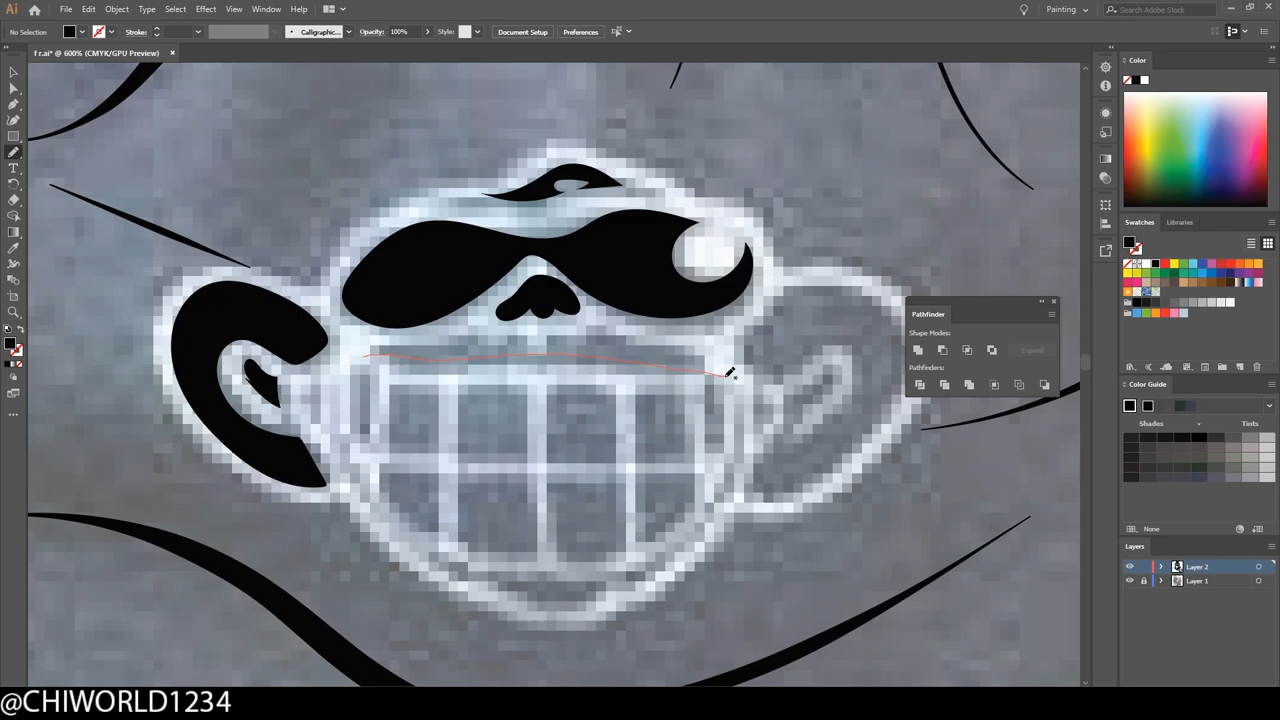 Ai File Edit Object Type Select Effect View Window Help Painting Search Adobe Stock
No Selection Stroke: Calligraphic... Opacity: 100% Style: Document Setup Preferences
f r.ai* @ 600% (CMYK/GPU Preview)
Color
Swatches Libraries
Pathfinder
Shape Modes:
Expand
Pathfinders:
Color Guide
Shades Tints
None
Layers
Layer 2
Layer 1
@CHIWORLD1234